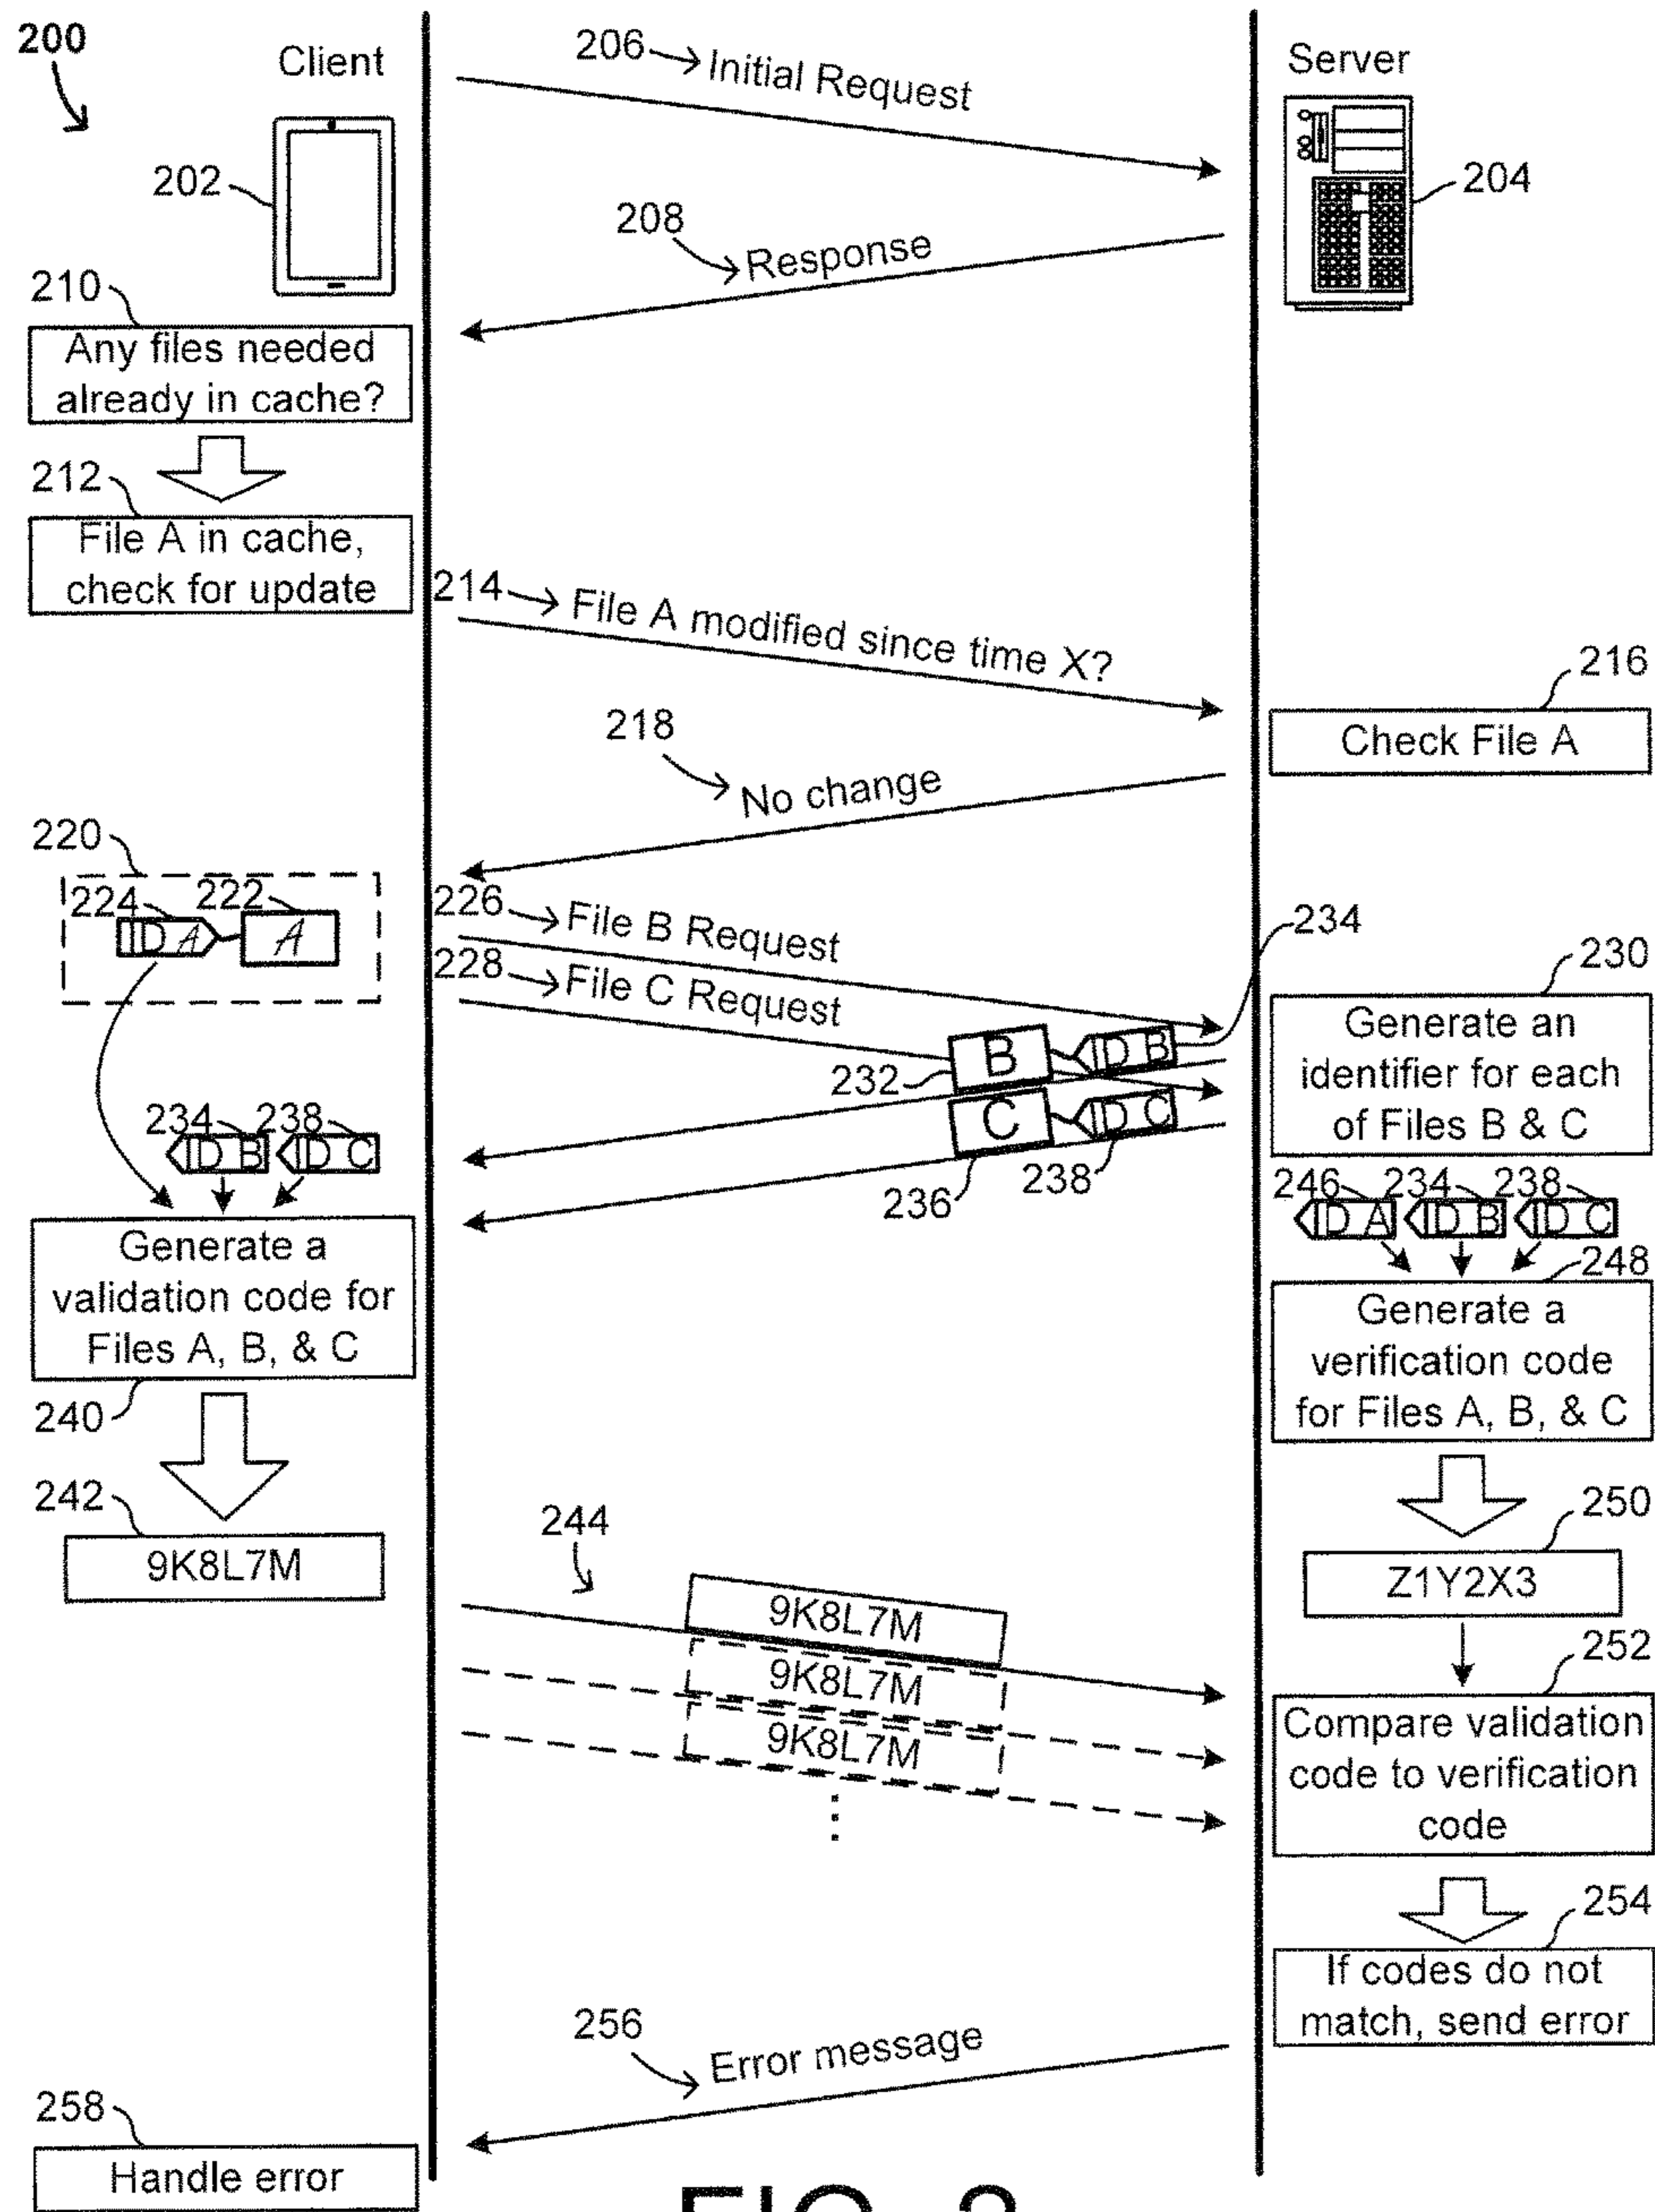 200
Client
206
Initial Request
Server
202
204
208
Response
210
Any files needed
already in cache?
212
File A in cache,
check for update
214
File A modified since time X?
216
Check File A
218
No change
220
224
222
ID A
A
226
File B Request
228
File C Request
234
230
Generate an
identifier for each
of Files B & C
B
ID B
232
C
ID C
236
238
234
238
ID B
ID C
246
234
238
ID A
ID B
ID C
Generate a
validation code for
Files A, B, & C
240
248
Generate a
verification code
for Files A, B, & C
242
9K8L7M
244
9K8L7M
9K8L7M
9K8L7M
250
Z1Y2X3
252
Compare validation
code to verification
code
254
If codes do not
match, send error
256
Error message
258
Handle error